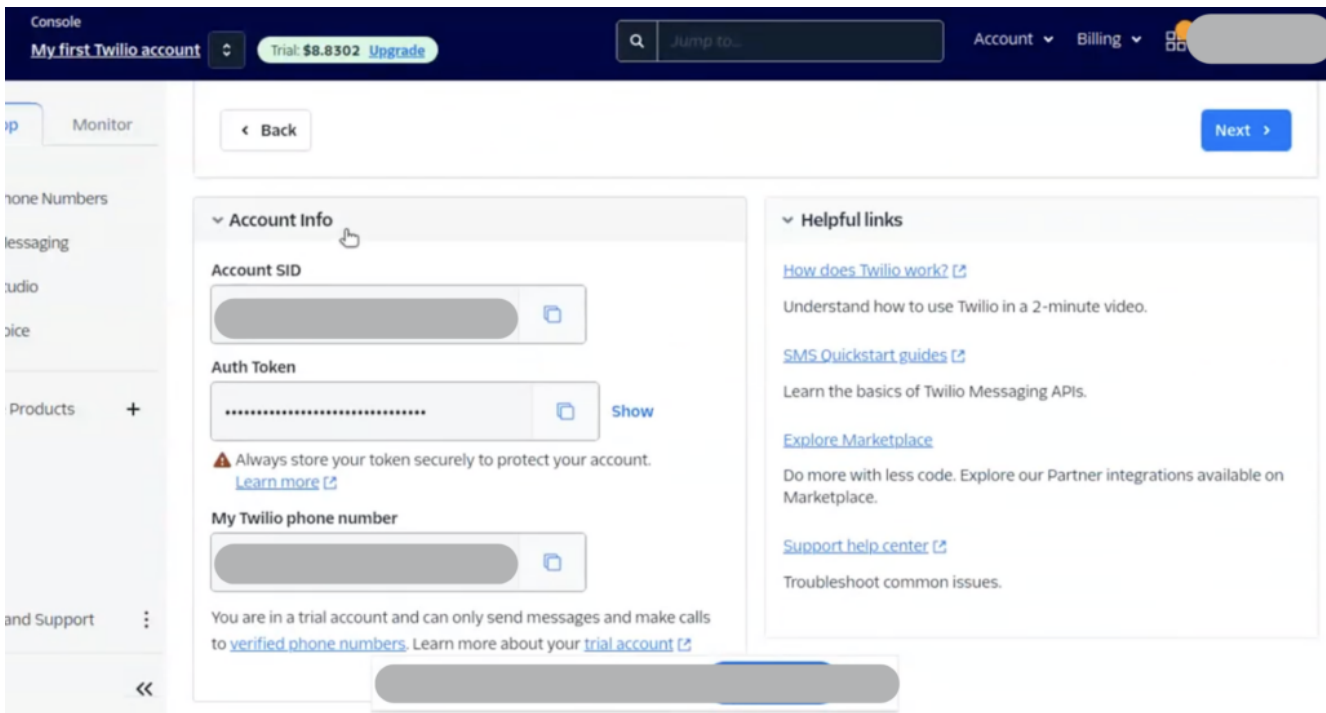 Console
My first Twilio account
Trial: $8.8302 Upgrade
Jump to...
Account
Billing
Monitor
Back
Next
hone Numbers
lessaging
tudio
oice
Products
and Support
Account Info
Account SID
Auth Token
••••••••••••••••••••••••••••••••
Show
Always store your token securely to protect your account.
Learn more
My Twilio phone number
You are in a trial account and can only send messages and make calls
to verified phone numbers. Learn more about your trial account
Helpful links
How does Twilio work?
Understand how to use Twilio in a 2-minute video.
SMS Quickstart guides
Learn the basics of Twilio Messaging APIs.
Explore Marketplace
Do more with less code. Explore our Partner integrations available on
Marketplace.
Support help center
Troubleshoot common issues.